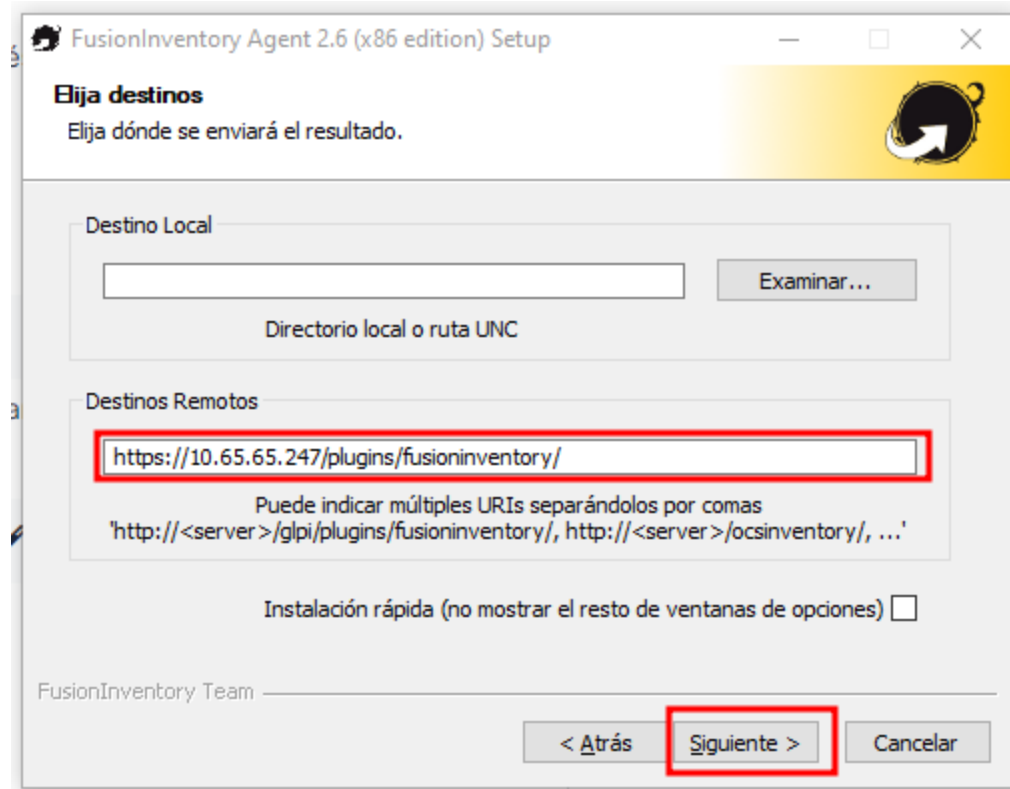 FusionInventory Agent 2.6 (x86 edition) Setup
Elija destinos
Elija dónde se enviará el resultado.
Destino Local
Examinar...
Directorio local o ruta UNC
Destinos Remotos
https://10.65.65.247/plugins/fusioninventory/
Puede indicar múltiples URIs separándolos por comas
'http://<server>/glpi/plugins/fusioninventory/, http://<server>/ocsinventory/, ...'
Instalación rápida (no mostrar el resto de ventanas de opciones)
FusionInventory Team
< Atrás Siguiente > Cancelar